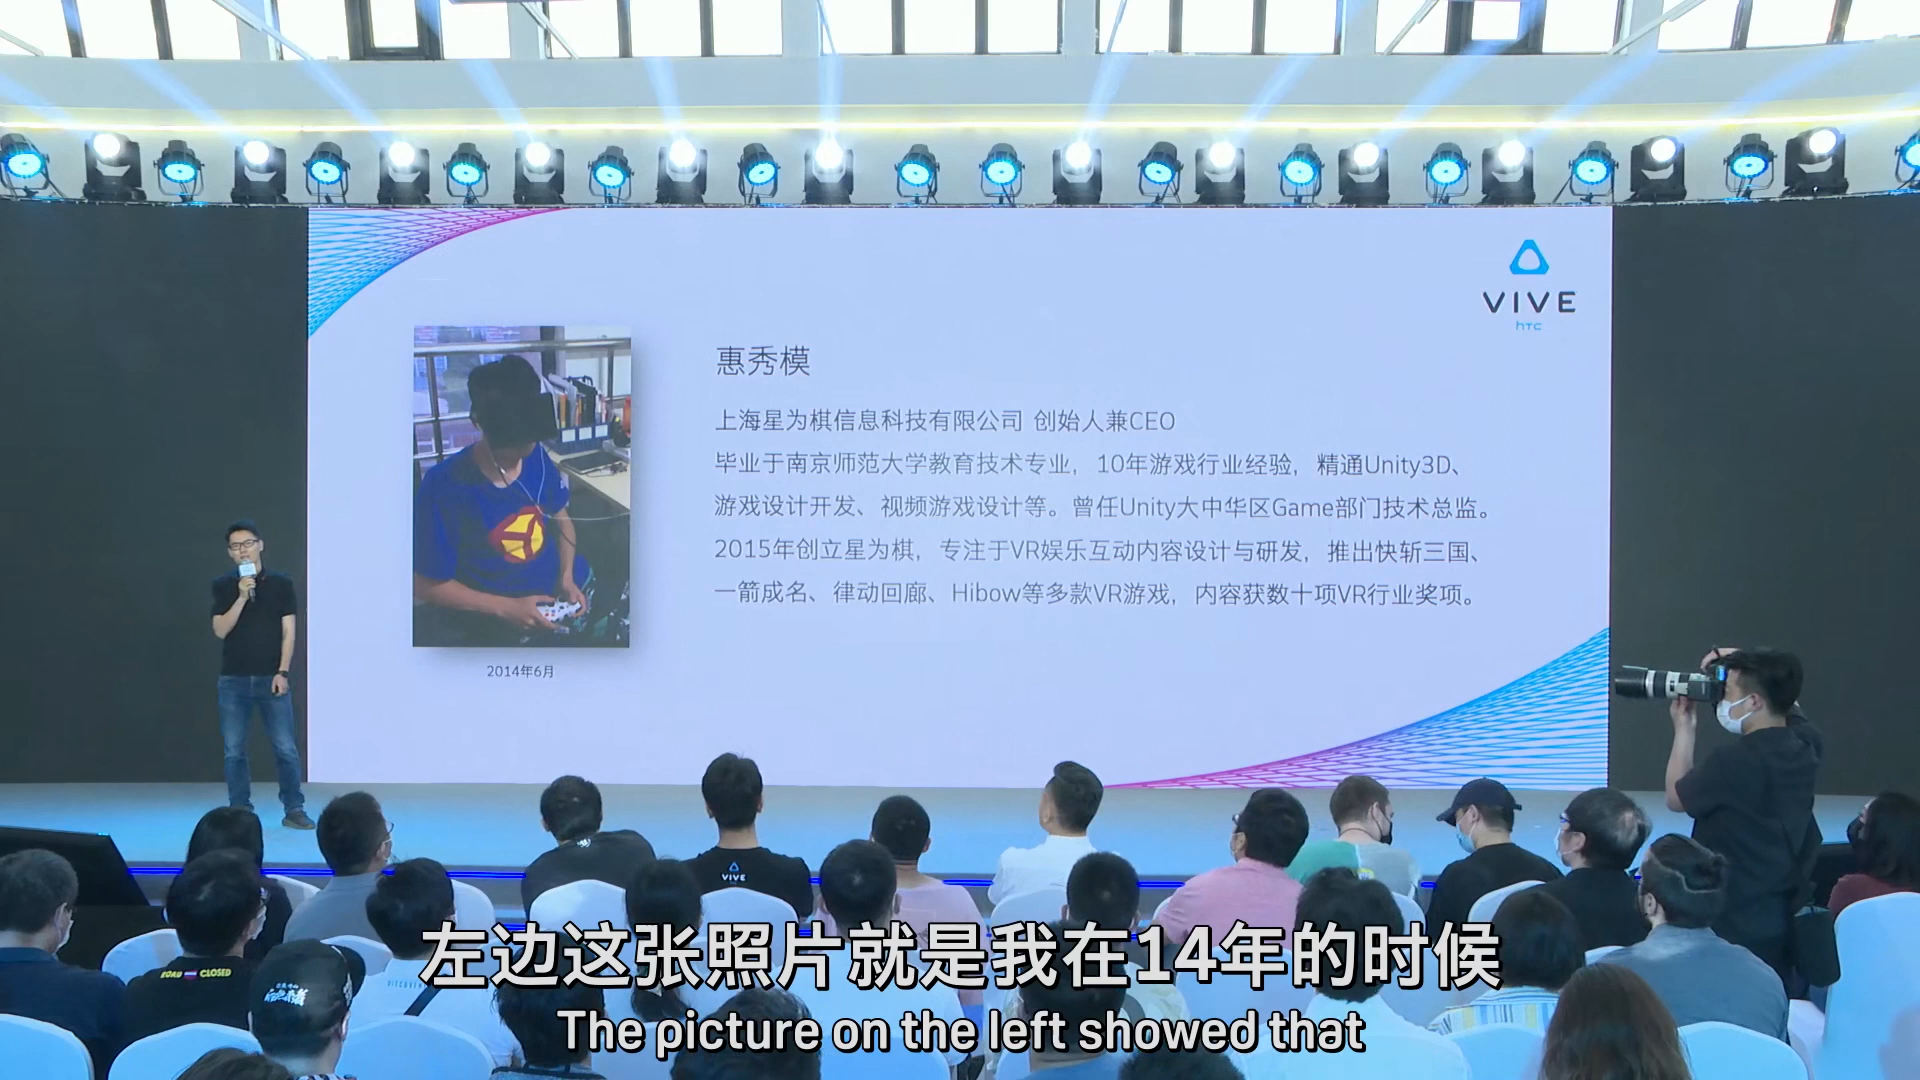 VIVE
hTC
惠秀模
上海星为棋信息科技有限公司 创始人兼CEO
毕业于南京师范大学教育技术专业，10年游戏行业经验，精通Unity3D、
游戏设计开发、视频游戏设计等。曾任Unity大中华区Game部门技术总监。
2015年创立星为棋，专注于VR娱乐互动内容设计与研发，推出快斩三国、
一箭成名、律动回廊、Hibow等多款VR游戏，内容获数十项VR行业奖项。
2014年6月
VIVE
ROAD CLOSED
DISCOVER
左边这张照片就是我在14年的时候
The picture on the left showed that